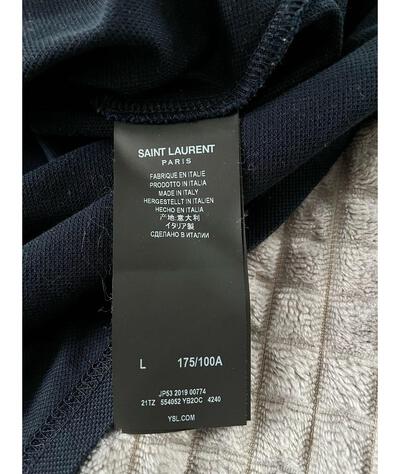 SAINT LAURENT
PARIS
FABRIQUÉ EN ITALIE
PRODOTTO IN ITALIA
MADE IN ITALY
HERGESTELLT IN ITALIEN
HECHO EN ITALIA
产地:意大利
イタリア製
СДЕЛАНО В ИТАЛИИ
L 175/100A
JP53 2019 00774
21TZ 554052 YB2OC 4240
YSL.COM